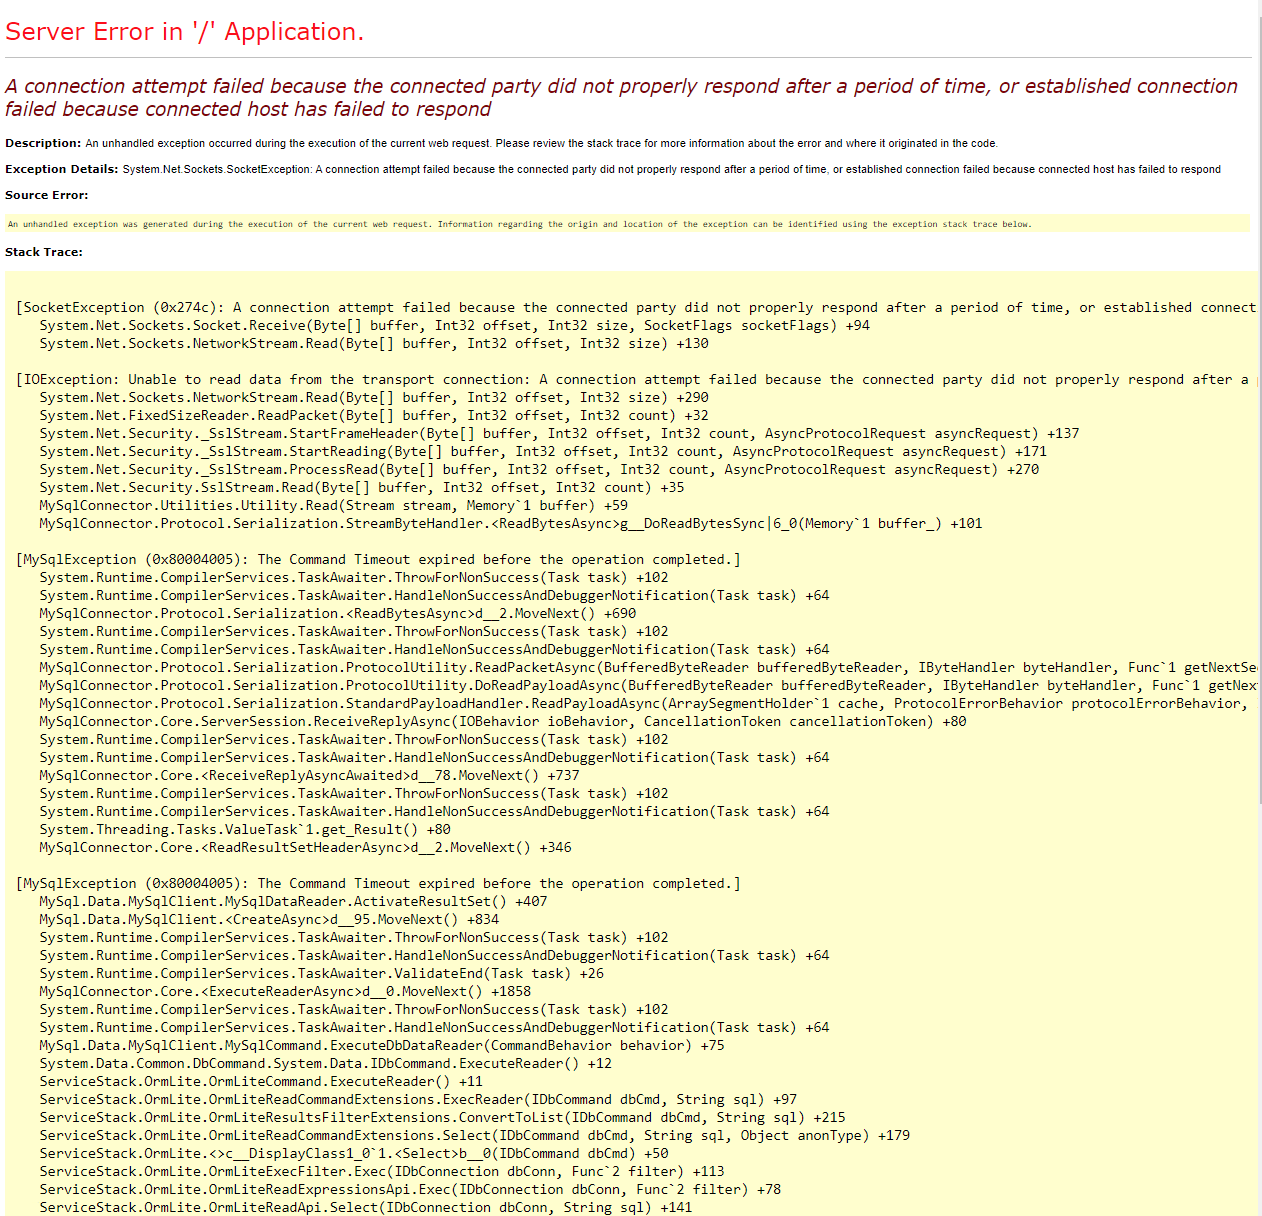 Server Error in '/' Application.
A connection attempt failed because the connected party did not properly respond after a period of time, or established connection
failed because connected host has failed to respond
Description: An unhandled exception occurred during the execution of the current web request. Please review the stack trace for more information about the error and where it originated in the code.
Exception Details: System.Net.Sockets.SocketException: A connection attempt failed because the connected party did not properly respond after a period of time, or established connection failed because connected host has failed to respond
Source Error:
An unhandled exception was generated during the execution of the current web request. Information regarding the origin and location of the exception can be identified using the exception stack trace below.
Stack Trace:
[SocketException (0x274c): A connection attempt failed because the connected party did not properly respond after a period of time, or established connect
System.Net.Sockets.Socket.Receive(Byte[] buffer, Int32 offset, Int32 size, SocketFlags socketFlags) +94
System.Net.Sockets.NetworkStream.Read(Byte[] buffer, Int32 offset, Int32 size) +130
[IOException: Unable to read data from the transport connection: A connection attempt failed because the connected party did not properly respond after a
System.Net.Sockets.NetworkStream.Read(Byte[] buffer, Int32 offset, Int32 size) +290
System.Net.FixedSizeReader.ReadPacket(Byte[] buffer, Int32 offset, Int32 count) +32
System.Net.Security._SslStream.StartFrameHeader(Byte[] buffer, Int32 offset, Int32 count, AsyncProtocolRequest asyncRequest) +137
System.Net.Security._SslStream.StartReading(Byte[] buffer, Int32 offset, Int32 count, AsyncProtocolRequest asyncRequest) +171
System.Net.Security._SslStream.ProcessRead(Byte[] buffer, Int32 offset, Int32 count, AsyncProtocolRequest asyncRequest) +270
System.Net.Security.SslStream.Read(Byte[] buffer, Int32 offset, Int32 count) +35
MySqlConnector.Utilities.Utility.Read(Stream stream, Memory`1 buffer) +59
MySqlConnector.Protocol.Serialization.StreamByteHandler.<ReadBytesAsync>g__DoReadBytesSync|6_0(Memory`1 buffer_) +101
[MySqlException (0x80004005): The Command Timeout expired before the operation completed.]
System.Runtime.CompilerServices.TaskAwaiter.ThrowForNonSuccess(Task task) +102
System.Runtime.CompilerServices.TaskAwaiter.HandleNonSuccessAndDebuggerNotification(Task task) +64
MySqlConnector.Protocol.Serialization.<ReadBytesAsync>d__2.MoveNext() +690
System.Runtime.CompilerServices.TaskAwaiter.ThrowForNonSuccess(Task task) +102
System.Runtime.CompilerServices.TaskAwaiter.HandleNonSuccessAndDebuggerNotification(Task task) +64
MySqlConnector.Protocol.Serialization.ProtocolUtility.ReadPacketAsync(BufferedByteReader bufferedByteReader, IByteHandler byteHandler, Func`1 getNextSe
MySqlConnector.Protocol.Serialization.ProtocolUtility.DoReadPayloadAsync(BufferedByteReader bufferedByteReader, IByteHandler byteHandler, Func`1 getNex
MySqlConnector.Protocol.Serialization.StandardPayloadHandler.ReadPayloadAsync(ArraySegmentHolder`1 cache, ProtocolErrorBehavior protocolErrorBehavior,
MySqlConnector.Core.ServerSession.ReceiveReplyAsync(IOBehavior ioBehavior, CancellationToken cancellationToken) +80
System.Runtime.CompilerServices.TaskAwaiter.ThrowForNonSuccess(Task task) +102
System.Runtime.CompilerServices.TaskAwaiter.HandleNonSuccessAndDebuggerNotification(Task task) +64
MySqlConnector.Core.<ReceiveReplyAsyncAwaited>d__78.MoveNext() +737
System.Runtime.CompilerServices.TaskAwaiter.ThrowForNonSuccess(Task task) +102
System.Runtime.CompilerServices.TaskAwaiter.HandleNonSuccessAndDebuggerNotification(Task task) +64
System.Threading.Tasks.ValueTask`1.get_Result() +80
MySqlConnector.Core.<ReadResultSetHeaderAsync>d__2.MoveNext() +346
[MySqlException (0x80004005): The Command Timeout expired before the operation completed.]
MySql.Data.MySqlClient.MySqlDataReader.ActivateResultSet() +407
MySql.Data.MySqlClient.<CreateAsync>d__95.MoveNext() +834
System.Runtime.CompilerServices.TaskAwaiter.ThrowForNonSuccess(Task task) +102
System.Runtime.CompilerServices.TaskAwaiter.HandleNonSuccessAndDebuggerNotification(Task task) +64
System.Runtime.CompilerServices.TaskAwaiter.ValidateEnd(Task task) +26
MySqlConnector.Core.<ExecuteReaderAsync>d__0.MoveNext() +1858
System.Runtime.CompilerServices.TaskAwaiter.ThrowForNonSuccess(Task task) +102
System.Runtime.CompilerServices.TaskAwaiter.HandleNonSuccessAndDebuggerNotification(Task task) +64
MySql.Data.MySqlClient.MySqlCommand.ExecuteDbDataReader(CommandBehavior behavior) +75
System.Data.Common.DbCommand.System.Data.IDbCommand.ExecuteReader() +12
ServiceStack.OrmLite.OrmLiteCommand.ExecuteReader() +11
ServiceStack.OrmLite.OrmLiteReadCommandExtensions.ExecReader(IDbCommand dbCmd, String sql) +97
ServiceStack.OrmLite.OrmLiteResultsFilterExtensions.ConvertToList(IDbCommand dbCmd, String sql) +215
ServiceStack.OrmLite.OrmLiteReadCommandExtensions.Select(IDbCommand dbCmd, String sql, Object anonType) +179
ServiceStack.OrmLite.<>c__DisplayClass1_0`1.<Select>b__0(IDbCommand dbCmd) +50
ServiceStack.OrmLite.OrmLiteExecFilter.Exec(IDbConnection dbConn, Func`2 filter) +113
ServiceStack.OrmLite.OrmLiteReadExpressionsApi.Exec(IDbConnection dbConn, Func`2 filter) +78
ServiceStack.OrmLite.OrmLiteReadApi.Select(IDbConnection dbConn, String sql) +141